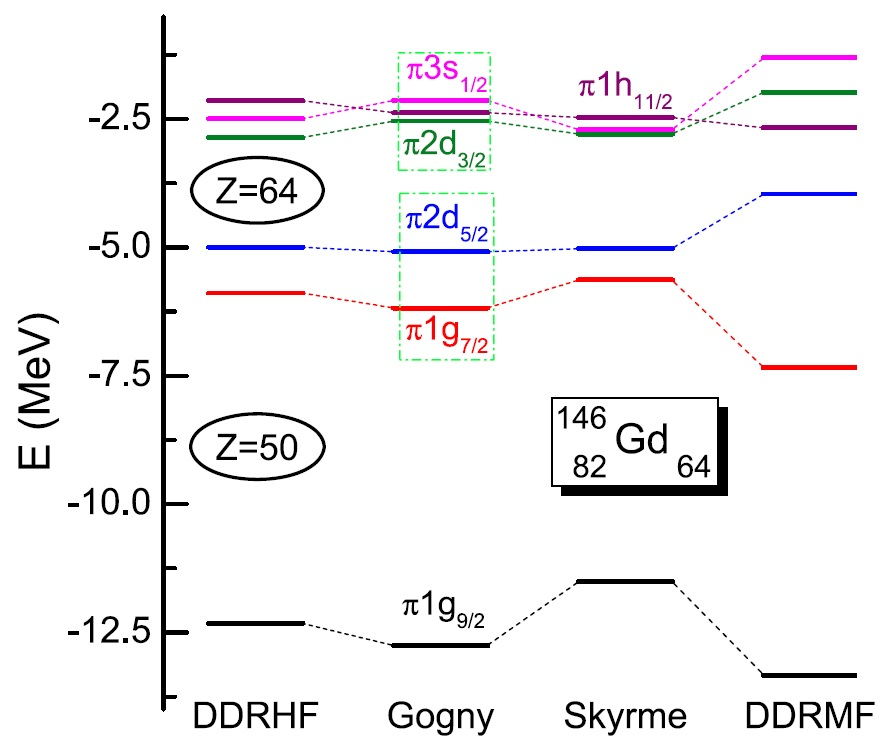 π3s1/2
π1h11/2
-2.5
π2d3/2
Z=64
π2d5/2
-5.0
π1g7/2
-7.5
E (MeV)
146
Gd
82 64
Z=50
-10.0
π1g9/2
-12.5
DDRHF Gogny Skyrme DDRMF